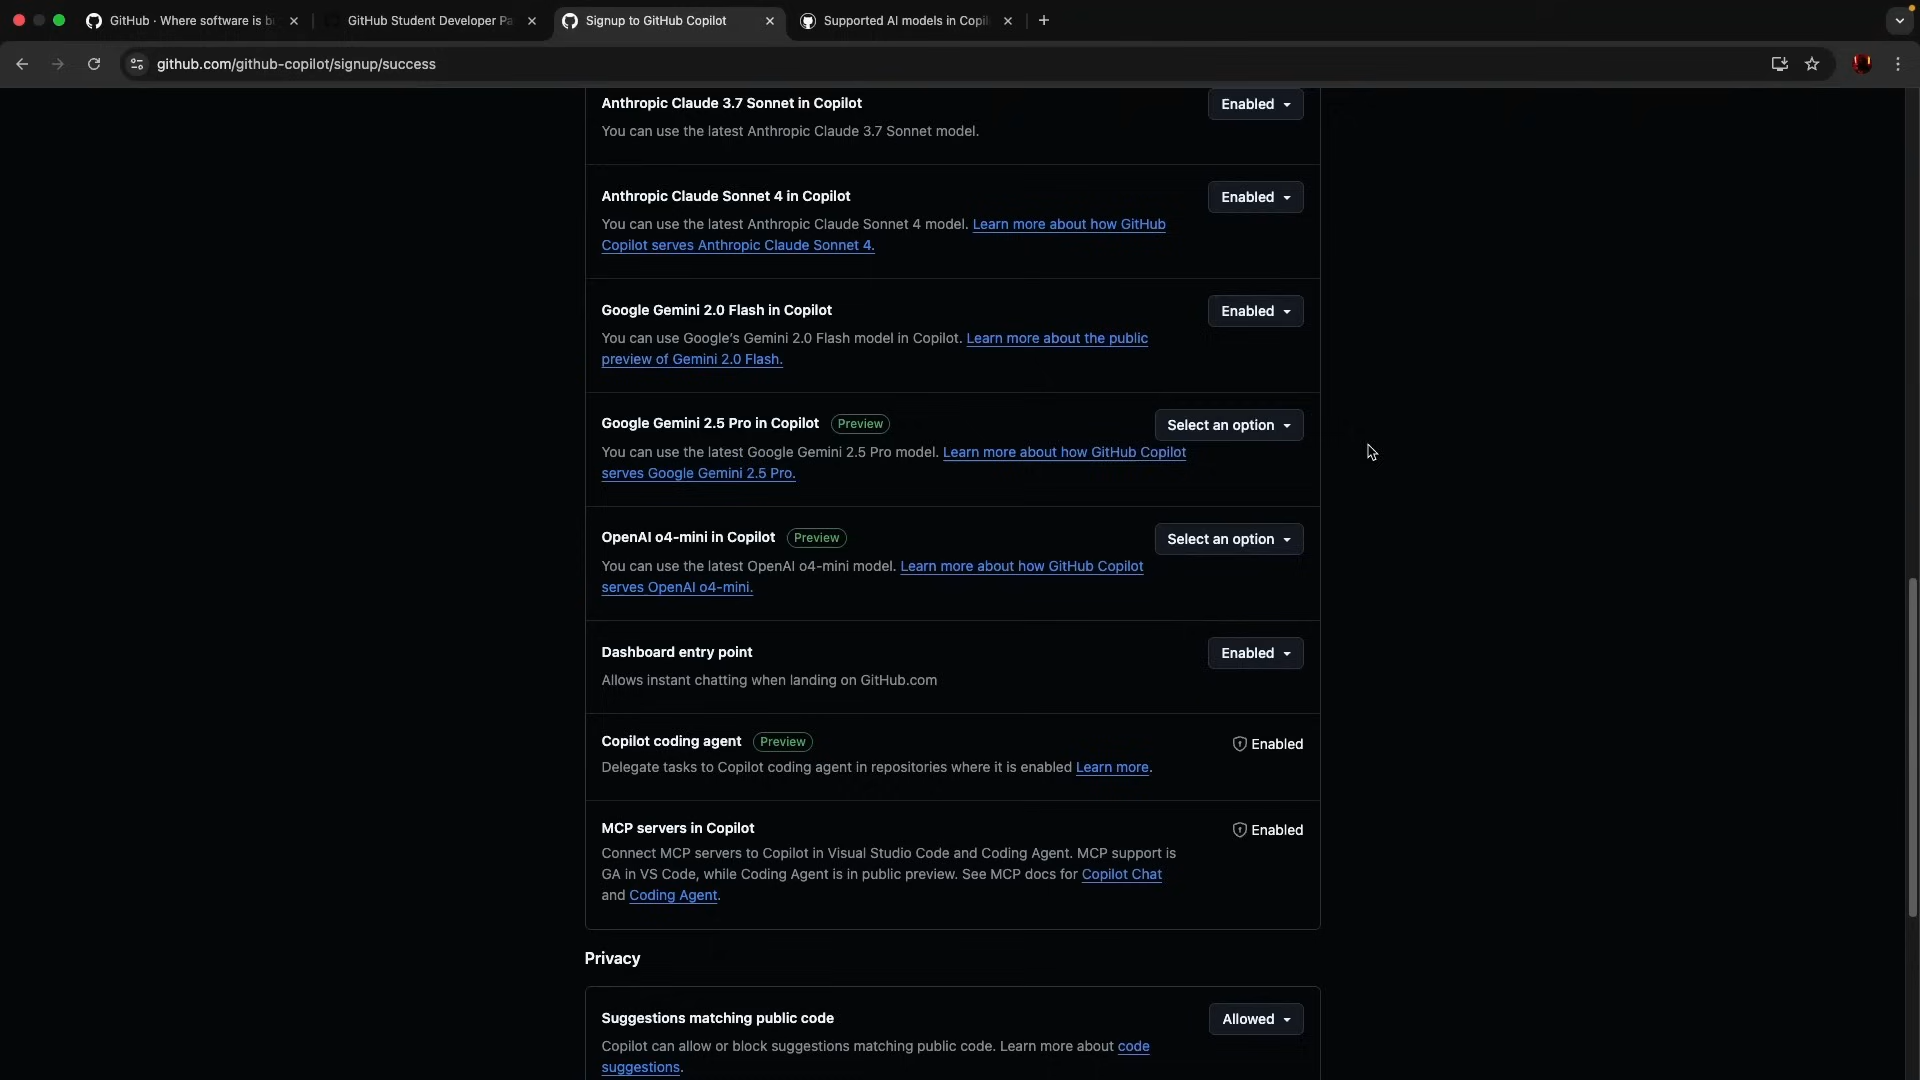 GitHub · Where software is bu
GitHub Student Developer Pa
Signup to GitHub Copilot
Supported AI models in Copil
github.com/github-copilot/signup/success
Anthropic Claude 3.7 Sonnet in Copilot
Enabled
You can use the latest Anthropic Claude 3.7 Sonnet model.
Anthropic Claude Sonnet 4 in Copilot
Enabled
You can use the latest Anthropic Claude Sonnet 4 model. Learn more about how GitHub
Copilot serves Anthropic Claude Sonnet 4.
Google Gemini 2.0 Flash in Copilot
Enabled
You can use Google's Gemini 2.0 Flash model in Copilot. Learn more about the public
preview of Gemini 2.0 Flash.
Google Gemini 2.5 Pro in Copilot Preview
Select an option
You can use the latest Google Gemini 2.5 Pro model. Learn more about how GitHub Copilot
serves Google Gemini 2.5 Pro.
OpenAI o4-mini in Copilot Preview
Select an option
You can use the latest OpenAI o4-mini model. Learn more about how GitHub Copilot
serves OpenAI o4-mini.
Dashboard entry point
Enabled
Allows instant chatting when landing on GitHub.com
Copilot coding agent Preview
Enabled
Delegate tasks to Copilot coding agent in repositories where it is enabled Learn more.
MCP servers in Copilot
Enabled
Connect MCP servers to Copilot in Visual Studio Code and Coding Agent. MCP support is
GA in VS Code, while Coding Agent is in public preview. See MCP docs for Copilot Chat
and Coding Agent.
Privacy
Suggestions matching public code
Allowed
Copilot can allow or block suggestions matching public code. Learn more about code
suggestions.